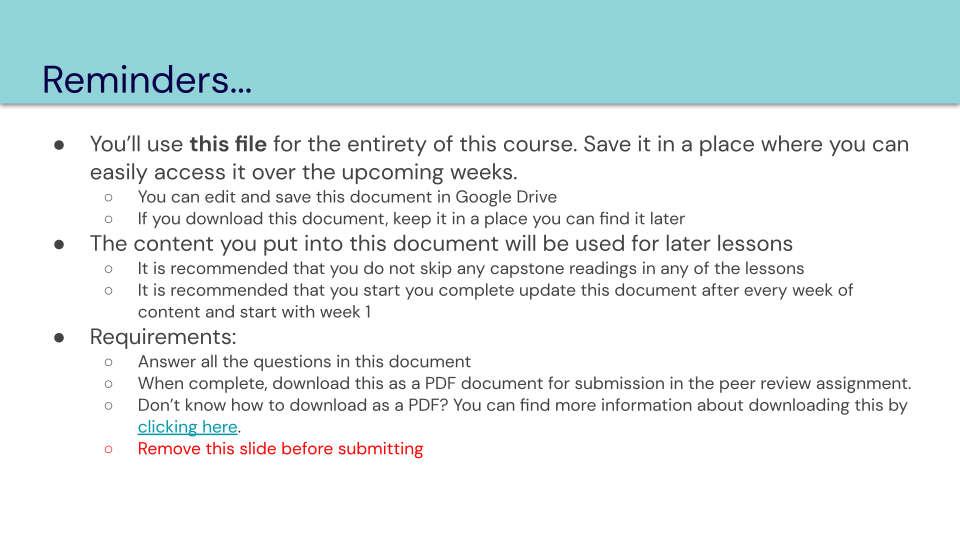 Reminders...
● You’ll use this file for the entirety of this course. Save it in a place where you can
easily access it over the upcoming weeks.
○ You can edit and save this document in Google Drive
○ If you download this document, keep it in a place you can find it later
● The content you put into this document will be used for later lessons
○ It is recommended that you do not skip any capstone readings in any of the lessons
○ It is recommended that you start you complete update this document after every week of
content and start with week 1
● Requirements:
○ Answer all the questions in this document
○ When complete, download this as a PDF document for submission in the peer review assignment.
○ Don’t know how to download as a PDF? You can find more information about downloading this by
clicking here.
○ Remove this slide before submitting